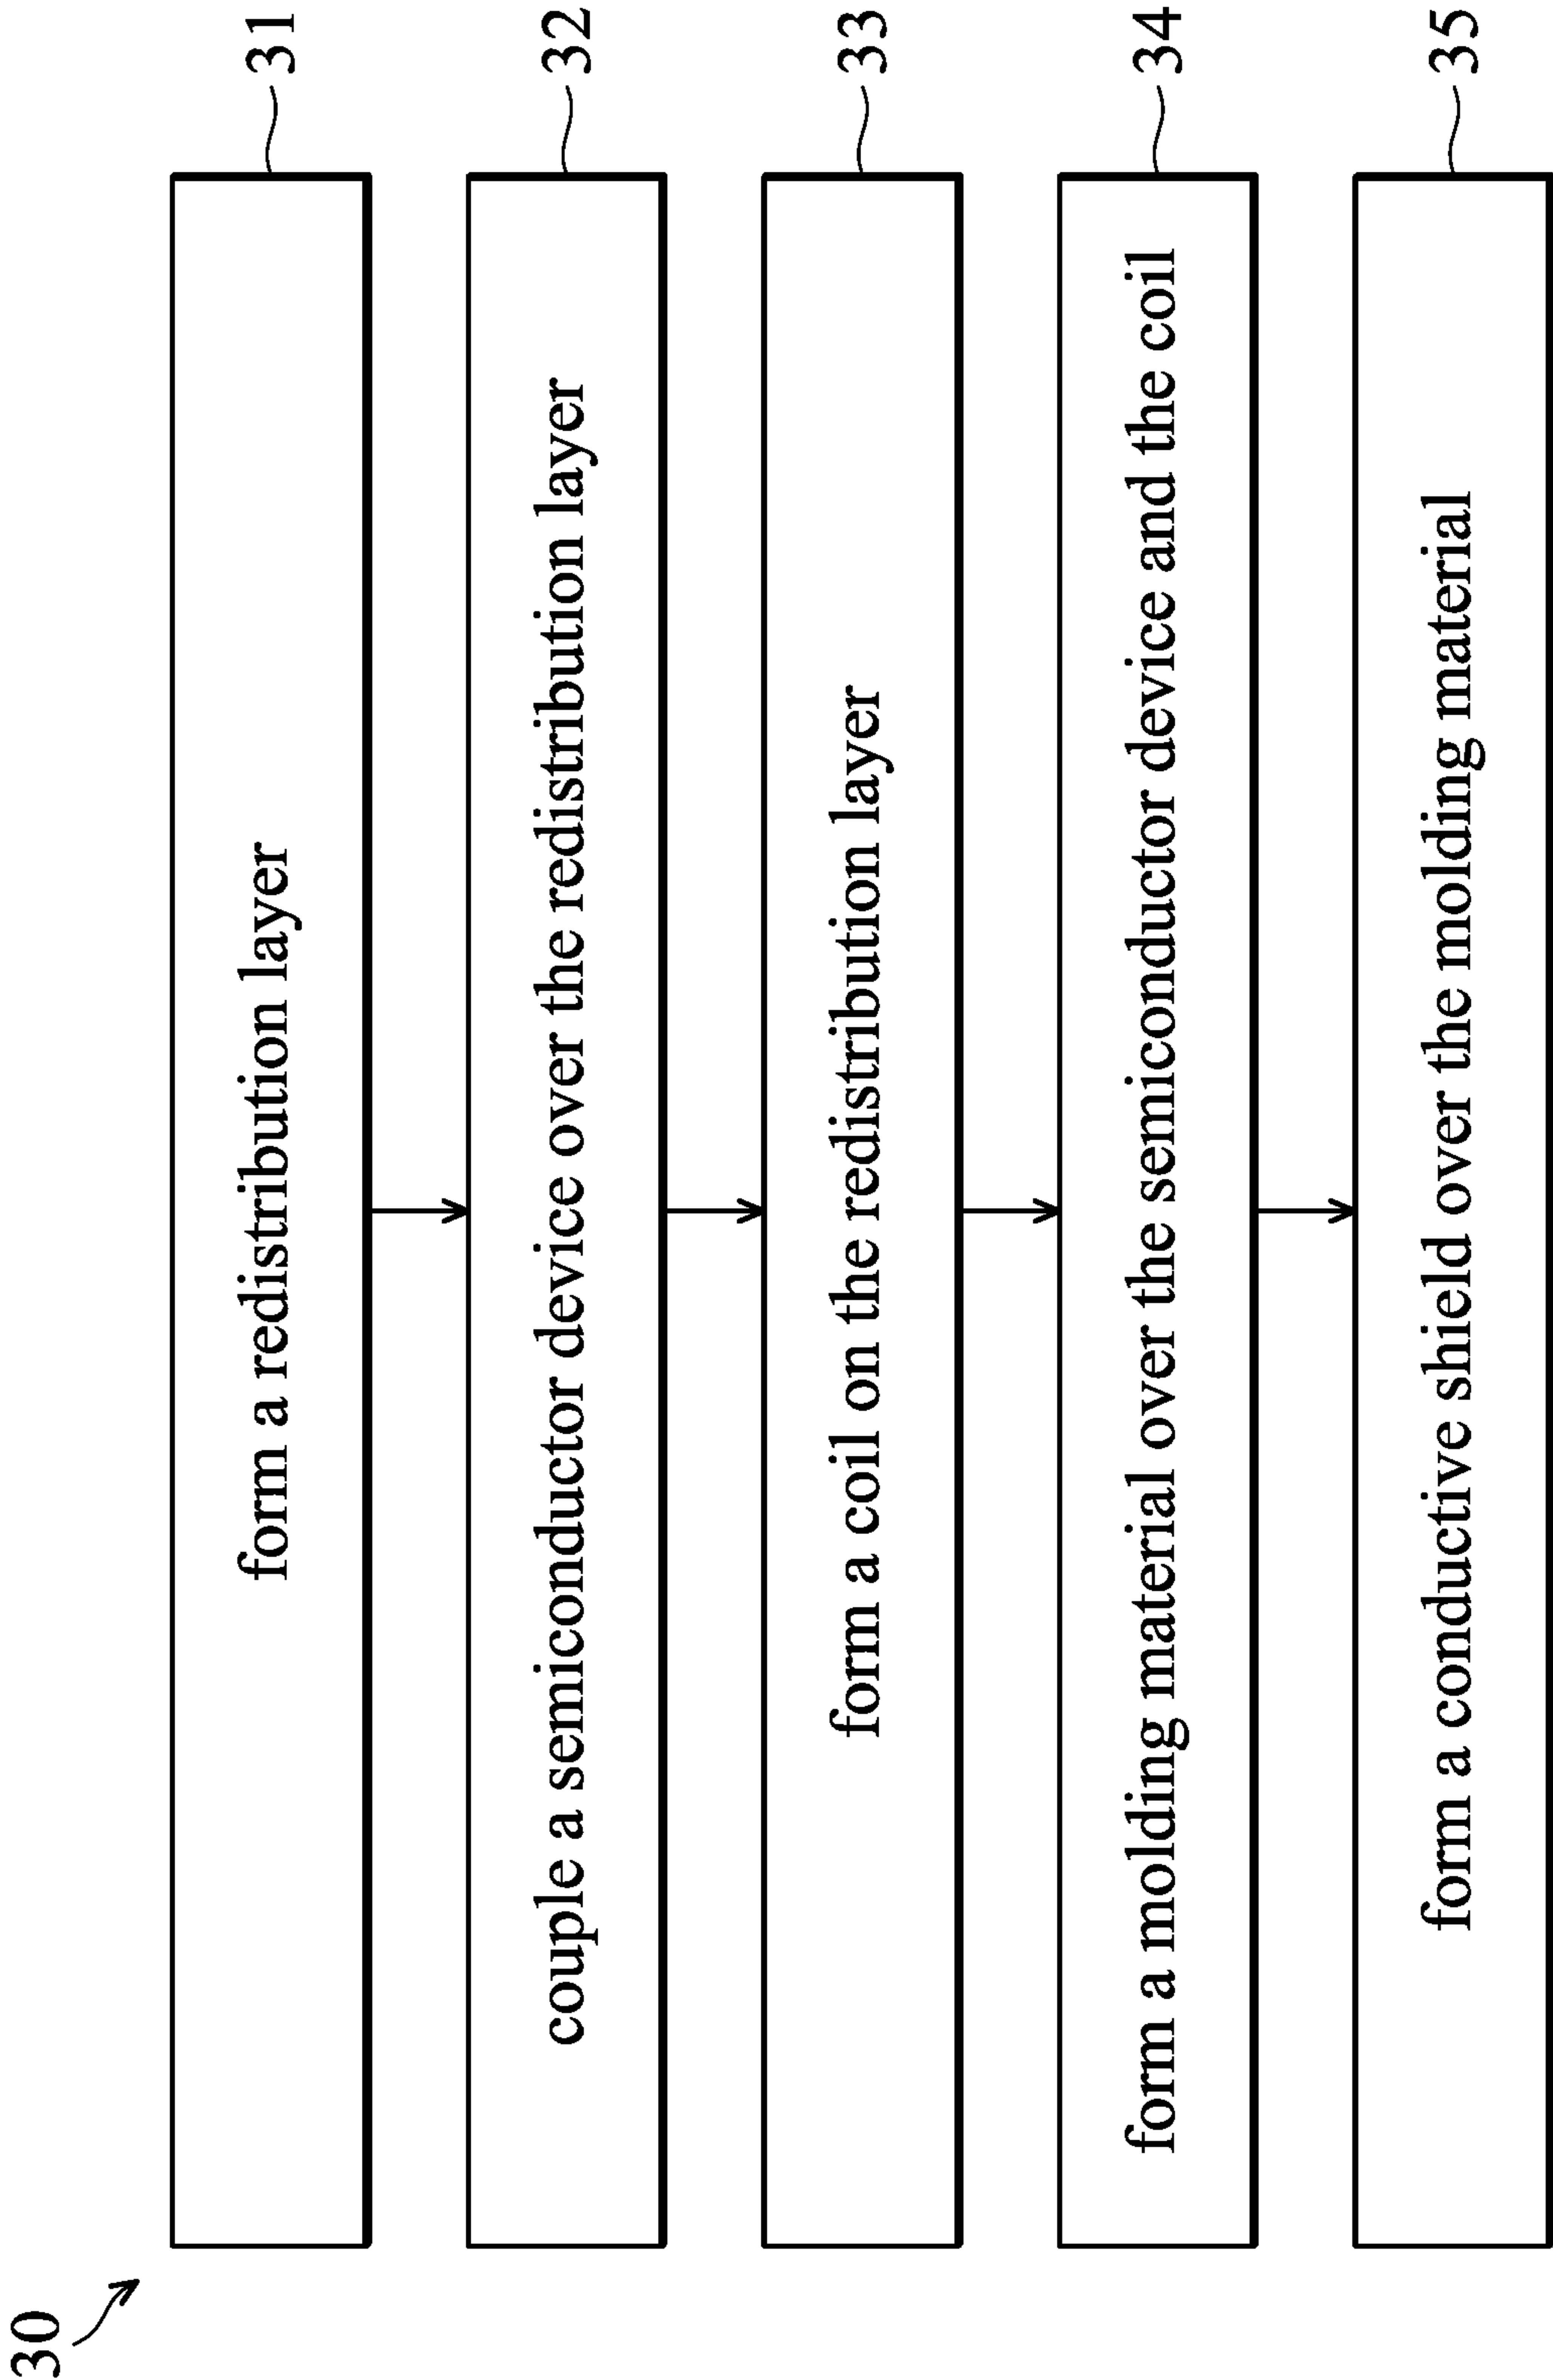 30
form a redistribution layer
31
couple a semiconductor device over the redistribution layer
32
form a coil on the redistribution layer
33
form a molding material over the semiconductor device and the coil
34
form a conductive shield over the molding material
35